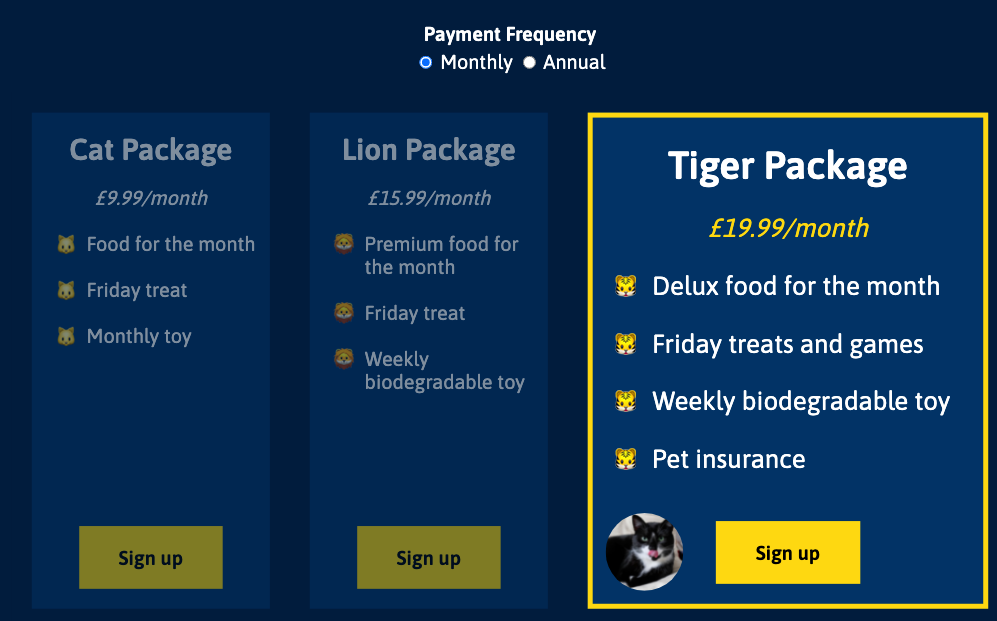 Payment Frequency
Monthly Annual
Cat Package
£9.99/month
Food for the month
Friday treat
Monthly toy
Sign up
Lion Package
£15.99/month
Premium food for
the month
Friday treat
Weekly
biodegradable toy
Sign up
Tiger Package
£19.99/month
Delux food for the month
Friday treats and games
Weekly biodegradable toy
Pet insurance
Sign up